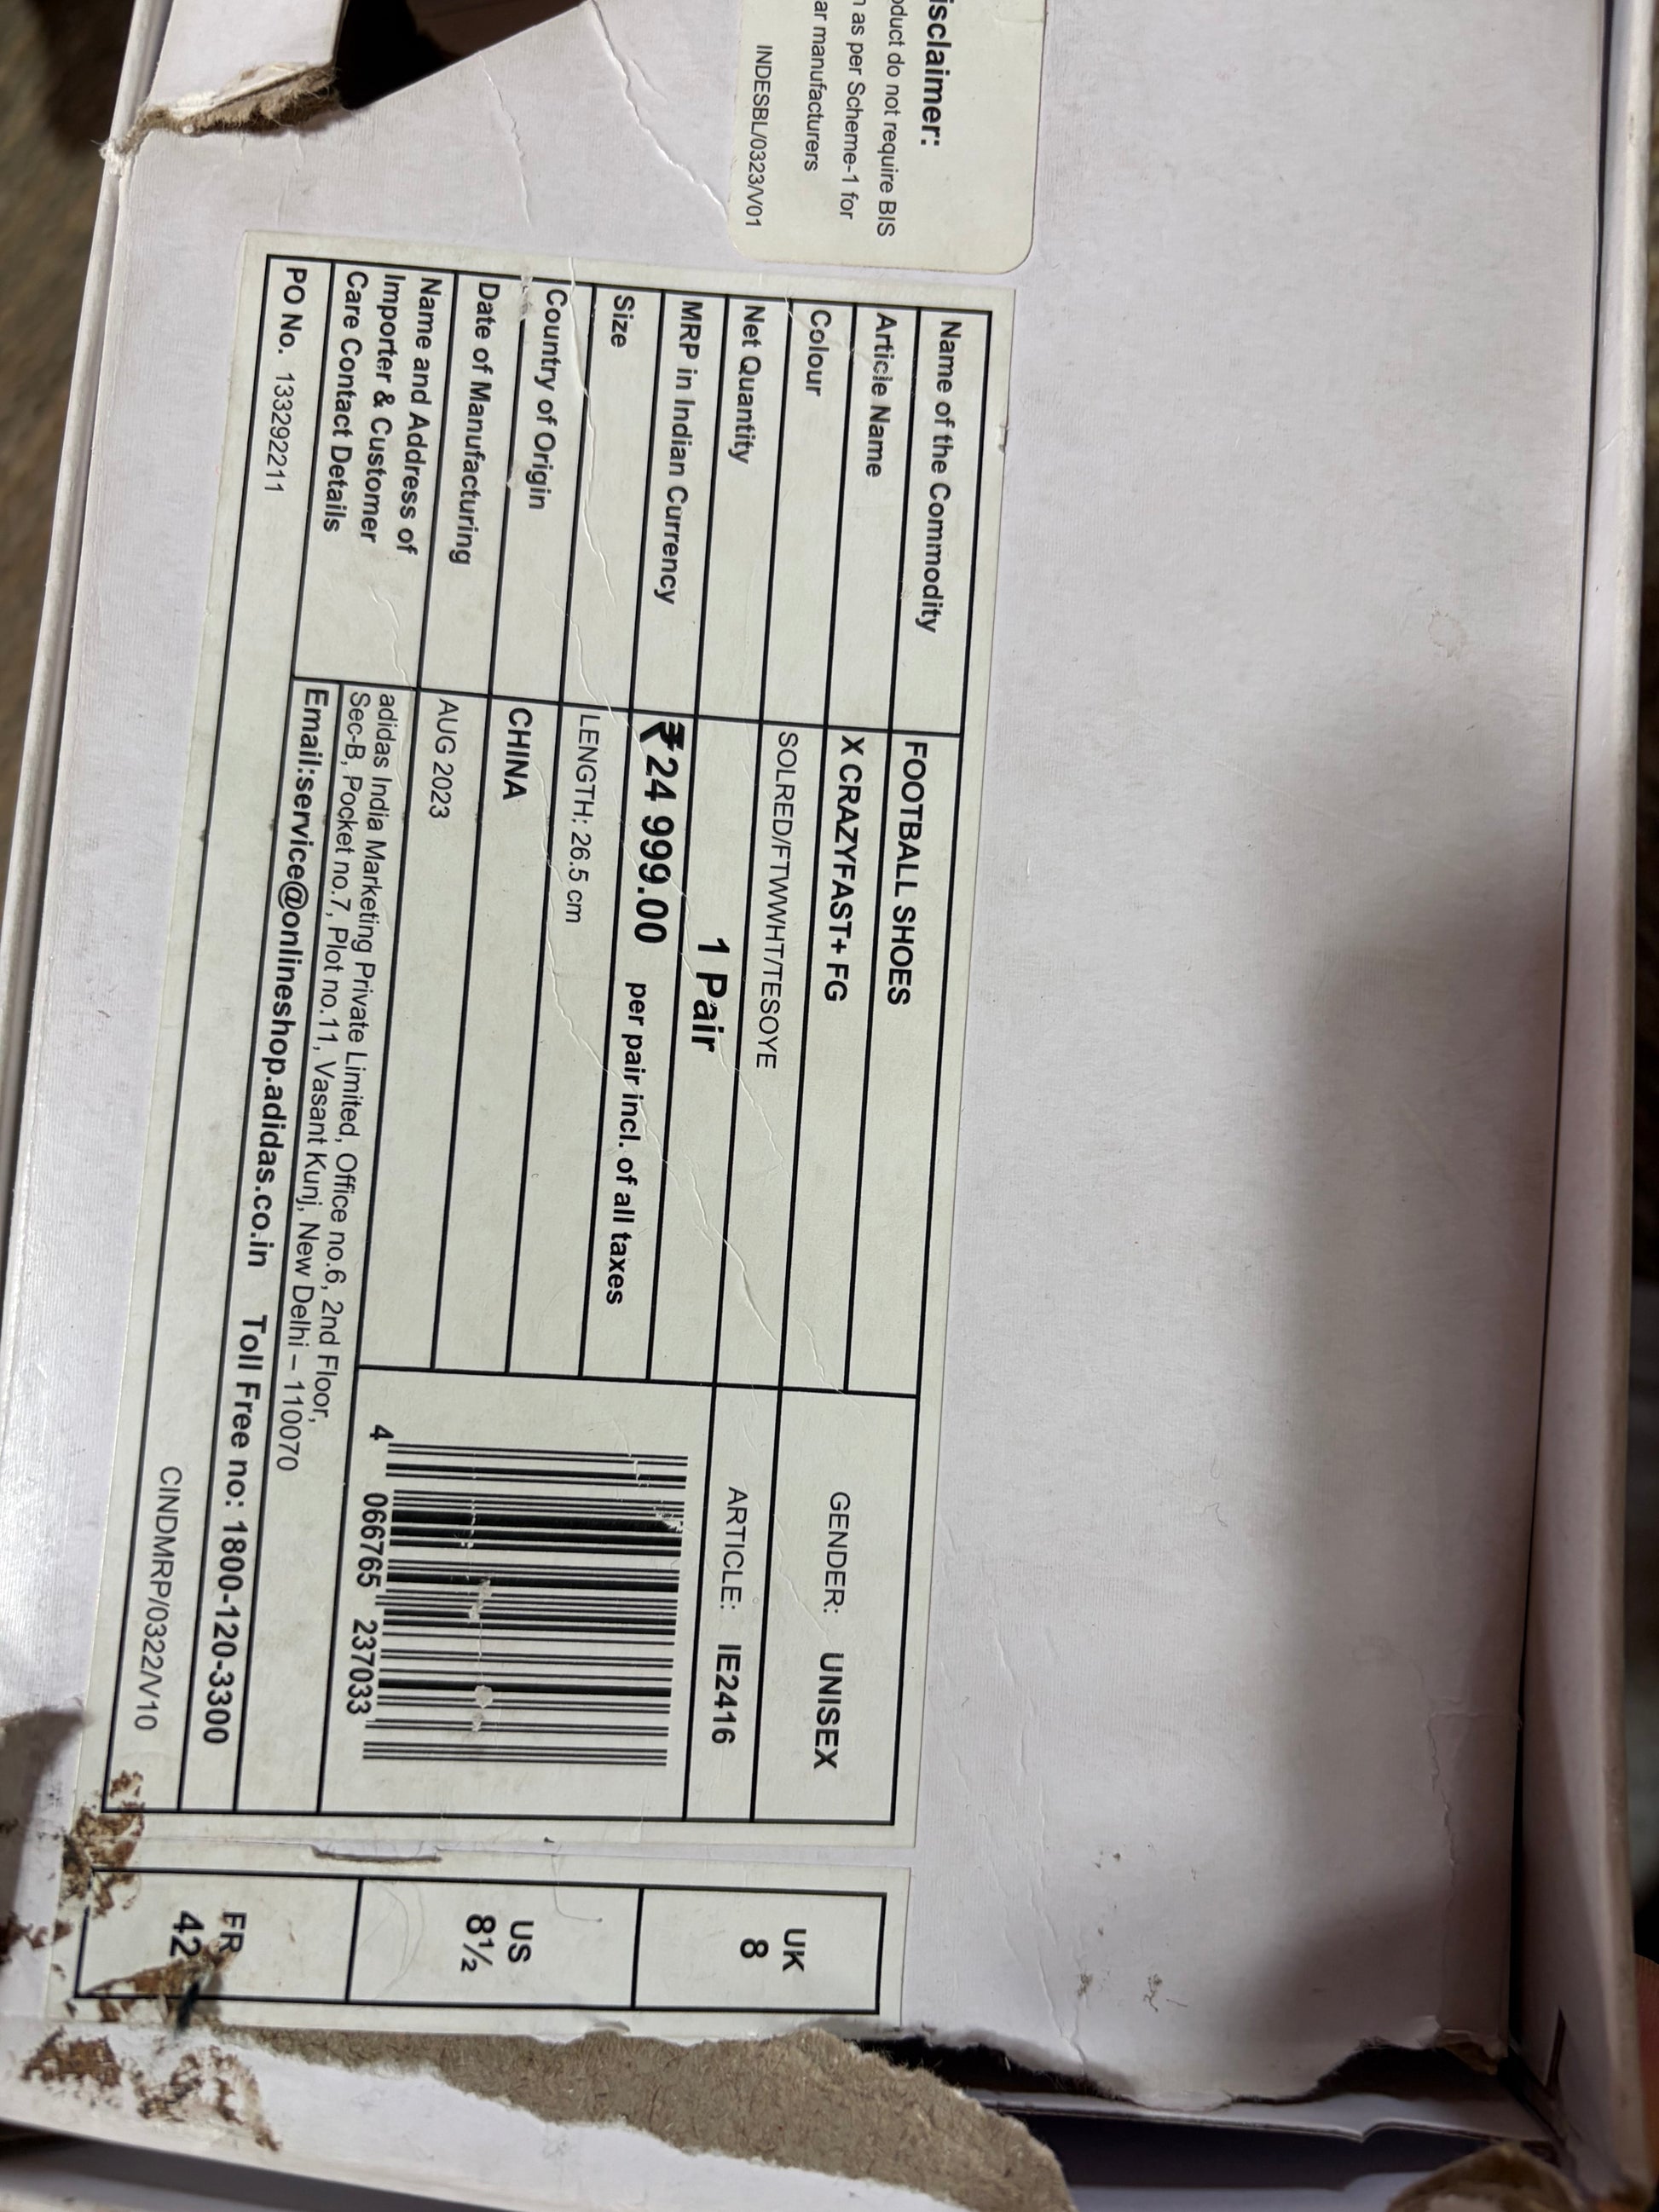 isclaimer:
oduct do not require BIS
as per Scheme-1 for
ar manufacturers
INDESBL/0323/V01
Name of the Commodity FOOTBALL SHOES
Article Name X CRAZYFAST+ FG GENDER: UNISEX
Colour SOLRED/FTWWHT/TESOYE
Net Quantity 1 Pair ARTICLE: IE2416
MRP in Indian Currency ₹24 999.00 per pair incl. of all taxes
Size LENGTH: 26.5 cm
Country of Origin CHINA
Date of Manufacturing AUG 2023
4 066765 237033
Name and Address of
Importer & Customer
Care Contact Details
adidas India Marketing Private Limited, Office no.6, 2nd Floor,
Sec-B, Pocket no.7, Plot no.11, Vasant Kunj, New Delhi – 110070
Email:service@onlineshop.adidas.co.in Toll Free no: 1800-120-3300
PO No. 133292211
CINDMRP/0322/V10
UK
8
US
8½
FR
42